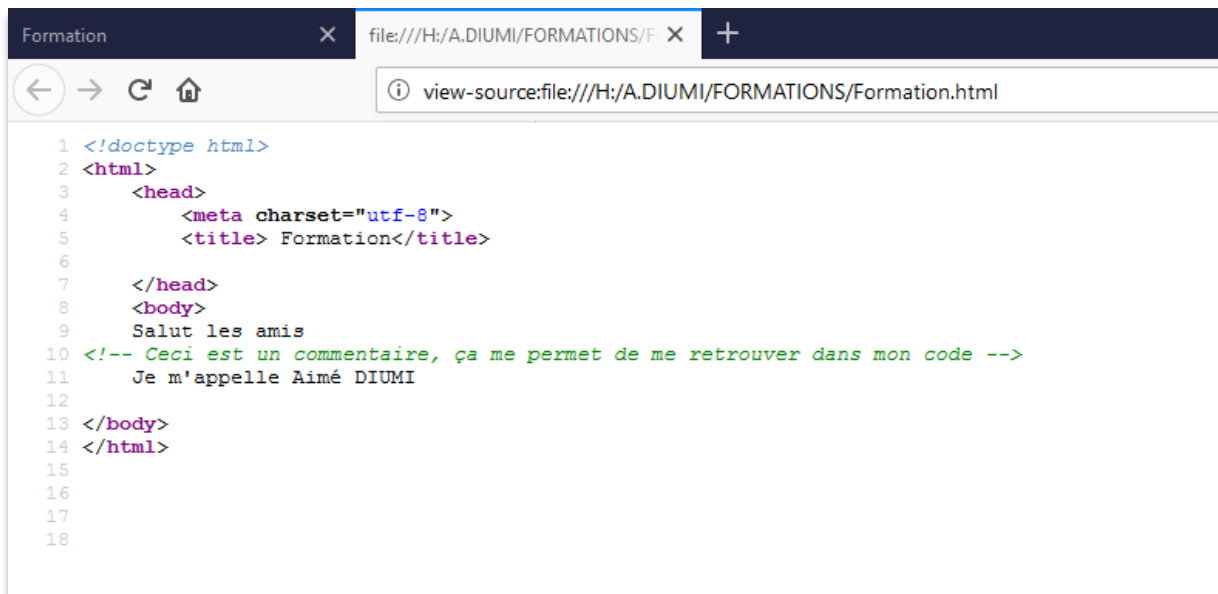 Formation
file:///H:/A.DIUMI/FORMATIONS/F
view-source:file:///H:/A.DIUMI/FORMATIONS/Formation.html
1 <!doctype html>
2 <html>
3 <head>
4 <meta charset="utf-8">
5 <title> Formation</title>
6
7 </head>
8 <body>
9 Salut les amis
10 <!-- Ceci est un commentaire, ça me permet de me retrouver dans mon code -->
11 Je m'appelle Aimé DIUMI
12
13 </body>
14 </html>
15
16
17
18